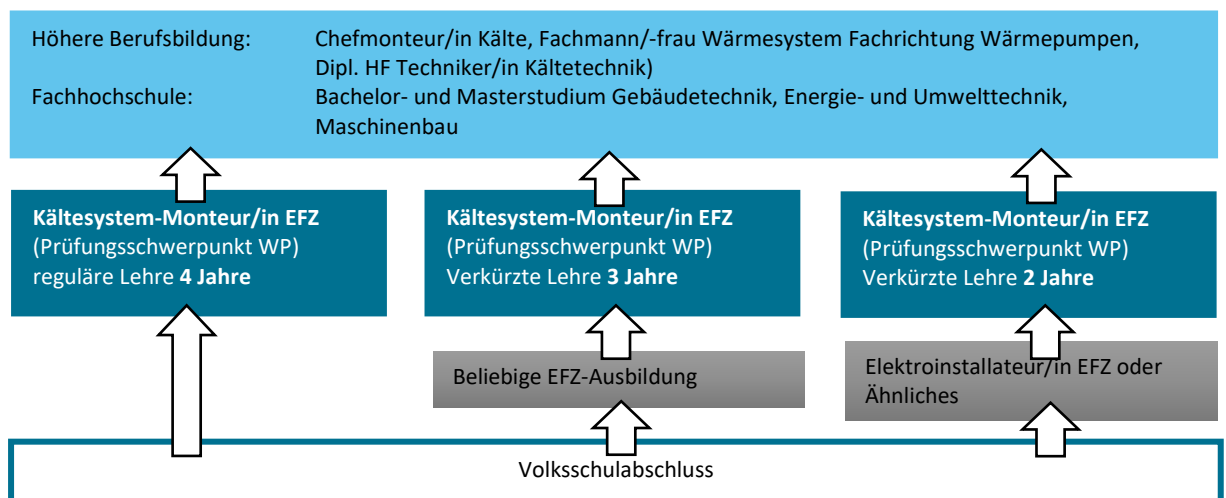 Höhere Berufsbildung: Chefmonteur/in Kälte, Fachmann/-frau Wärmesystem Fachrichtung Wärmepumpen,
Dipl. HF Techniker/in Kältetechnik)
Fachhochschule: Bachelor- und Masterstudium Gebäudetechnik, Energie- und Umwelttechnik,
Maschinenbau
Kältesystem-Monteur/in EFZ
(Prüfungsschwerpunkt WP)
reguläre Lehre 4 Jahre
Kältesystem-Monteur/in EFZ
(Prüfungsschwerpunkt WP)
Verkürzte Lehre 3 Jahre
Kältesystem-Monteur/in EFZ
(Prüfungsschwerpunkt WP)
Verkürzte Lehre 2 Jahre
Beliebige EFZ-Ausbildung
Elektroinstallateur/in EFZ oder
Ähnliches
Volksschulabschluss